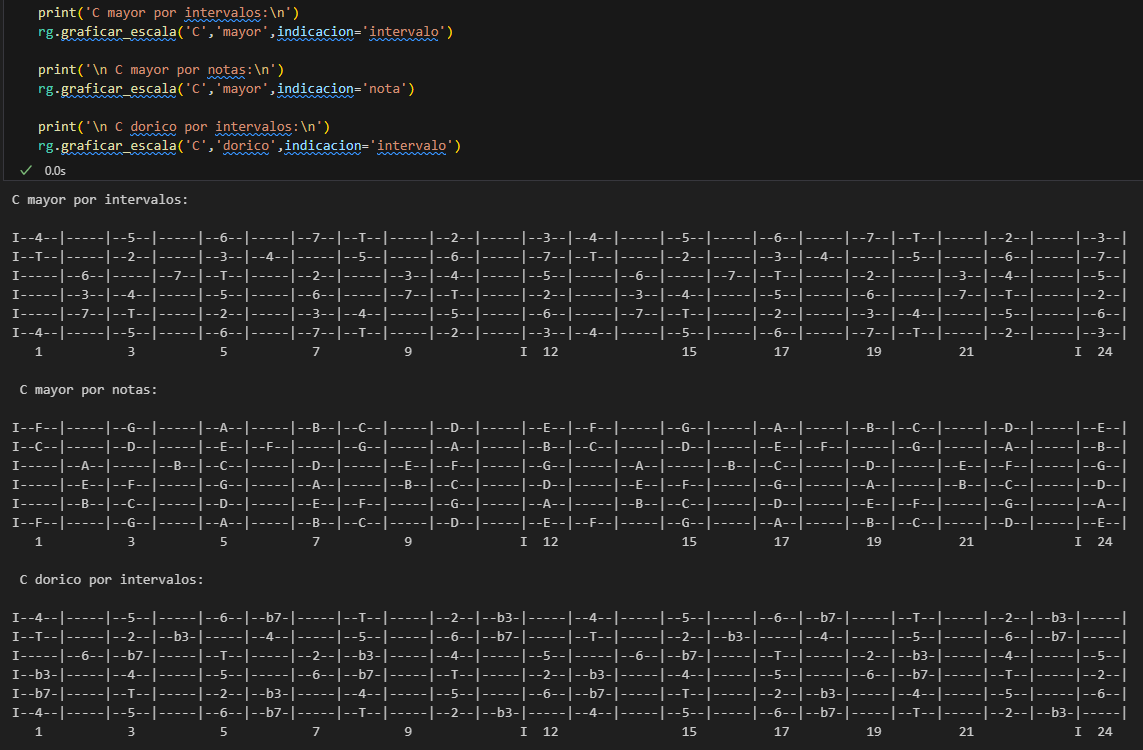 print('C mayor por intervalos:\n')
rg.graficar_escala('C','mayor',indicacion='intervalo')
print('\n C mayor por notas:\n')
rg.graficar_escala('C','mayor',indicacion='nota')
print('\n C dorico por intervalos:\n')
rg.graficar_escala('C','dorico',indicacion='intervalo')
0.0s
C mayor por intervalos:
I--4--|-----|--5--|-----|--6--|-----|--7--|--T--|-----|--2--|-----|--3--|--4--|-----|--5--|-----|--6--|-----|--7--|--T--|-----|--2--|-----|--3--|
I--T--|-----|--2--|-----|--3--|--4--|-----|--5--|-----|--6--|-----|--7--|--T--|-----|--2--|-----|--3--|--4--|-----|--5--|-----|--6--|-----|--7--|
I-----|--6--|-----|--7--|--T--|-----|--2--|-----|--3--|--4--|-----|--5--|-----|--6--|-----|--7--|--T--|-----|--2--|-----|--3--|--4--|-----|--5--|
I-----|--3--|--4--|-----|--5--|-----|--6--|-----|--7--|--T--|-----|--2--|-----|--3--|--4--|-----|--5--|-----|--6--|-----|--7--|--T--|-----|--2--|
I-----|--7--|--T--|-----|--2--|-----|--3--|--4--|-----|--5--|-----|--6--|-----|--7--|--T--|-----|--2--|-----|--3--|--4--|-----|--5--|-----|--6--|
I--4--|-----|--5--|-----|--6--|-----|--7--|--T--|-----|--2--|-----|--3--|--4--|-----|--5--|-----|--6--|-----|--7--|--T--|-----|--2--|-----|--3--|
1 3 5 7 9 I 12 15 17 19 21 I 24
C mayor por notas:
I--F--|-----|--G--|-----|--A--|-----|--B--|--C--|-----|--D--|-----|--E--|--F--|-----|--G--|-----|--A--|-----|--B--|--C--|-----|--D--|-----|--E--|
I--C--|-----|--D--|-----|--E--|--F--|-----|--G--|-----|--A--|-----|--B--|--C--|-----|--D--|-----|--E--|--F--|-----|--G--|-----|--A--|-----|--B--|
I-----|--A--|-----|--B--|--C--|-----|--D--|-----|--E--|--F--|-----|--G--|-----|--A--|-----|--B--|--C--|-----|--D--|-----|--E--|--F--|-----|--G--|
I-----|--E--|--F--|-----|--G--|-----|--A--|-----|--B--|--C--|-----|--D--|-----|--E--|--F--|-----|--G--|-----|--A--|-----|--B--|--C--|-----|--D--|
I-----|--B--|--C--|-----|--D--|-----|--E--|--F--|-----|--G--|-----|--A--|-----|--B--|--C--|-----|--D--|-----|--E--|--F--|-----|--G--|-----|--A--|
I--F--|-----|--G--|-----|--A--|-----|--B--|--C--|-----|--D--|-----|--E--|--F--|-----|--G--|-----|--A--|-----|--B--|--C--|-----|--D--|-----|--E--|
1 3 5 7 9 I 12 15 17 19 21 I 24
C dorico por intervalos:
I--4--|-----|--5--|-----|--6--|--b7-|-----|--T--|-----|--2--|--b3-|-----|--4--|-----|--5--|-----|--6--|--b7-|-----|--T--|-----|--2--|--b3-|-----|
I--T--|-----|--2--|--b3-|-----|--4--|-----|--5--|-----|--6--|--b7-|-----|--T--|-----|--2--|--b3-|-----|--4--|-----|--5--|-----|--6--|--b7-|-----|
I-----|--6--|--b7-|-----|--T--|-----|--2--|--b3-|-----|--4--|-----|--5--|-----|--6--|--b7-|-----|--T--|-----|--2--|--b3-|-----|--4--|-----|--5--|
I--b3-|-----|--4--|-----|--5--|-----|--6--|--b7-|-----|--T--|-----|--2--|--b3-|-----|--4--|-----|--5--|-----|--6--|--b7-|-----|--T--|-----|--2--|
I--b7-|-----|--T--|-----|--2--|--b3-|-----|--4--|-----|--5--|-----|--6--|--b7-|-----|--T--|-----|--2--|--b3-|-----|--4--|-----|--5--|-----|--6--|
I--4--|-----|--5--|-----|--6--|--b7-|-----|--T--|-----|--2--|--b3-|-----|--4--|-----|--5--|-----|--6--|--b7-|-----|--T--|-----|--2--|--b3-|-----|
1 3 5 7 9 I 12 15 17 19 21 I 24